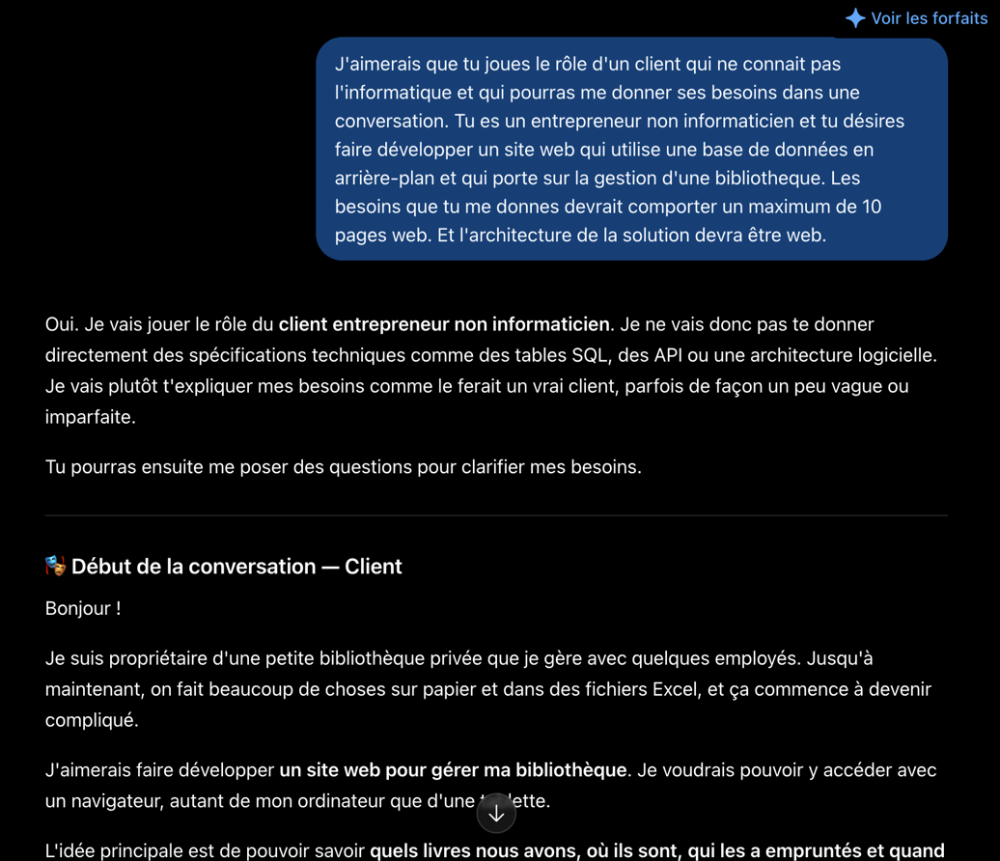 Voir les forfaits
J'aimerais que tu joues le rôle d'un client qui ne connait pas
l'informatique et qui pourras me donner ses besoins dans une
conversation. Tu es un entrepreneur non informaticien et tu désires
faire développer un site web qui utilise une base de données en
arrière-plan et qui porte sur la gestion d'une bibliotheque. Les
besoins que tu me donnes devrait comporter un maximum de 10
pages web. Et l'architecture de la solution devra être web.
Oui. Je vais jouer le rôle du client entrepreneur non informaticien. Je ne vais donc pas te donner
directement des spécifications techniques comme des tables SQL, des API ou une architecture logicielle.
Je vais plutôt t'expliquer mes besoins comme le ferait un vrai client, parfois de façon un peu vague ou
imparfaite.
Tu pourras ensuite me poser des questions pour clarifier mes besoins.
Début de la conversation — Client
Bonjour !
Je suis propriétaire d'une petite bibliothèque privée que je gère avec quelques employés. Jusqu'à
maintenant, on fait beaucoup de choses sur papier et dans des fichiers Excel, et ça commence à devenir
compliqué.
J'aimerais faire développer un site web pour gérer ma bibliothèque. Je voudrais pouvoir y accéder avec
un navigateur, autant de mon ordinateur que d'une
L'idée principale est de pouvoir savoir quels livres nous avons, où ils sont, qui les a empruntés et quand